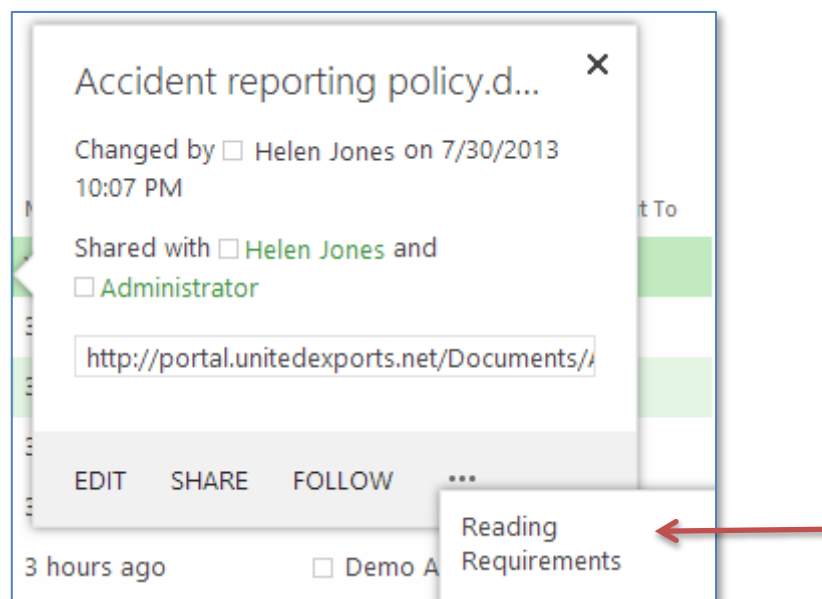 Accident reporting policy.d...
Changed by Helen Jones on 7/30/2013
10:07 PM
t To
Shared with Helen Jones and
Administrator
http://portal.unitedexports.net/Documents/
EDIT SHARE FOLLOW ...
Reading
Requirements
3 hours ago Demo A